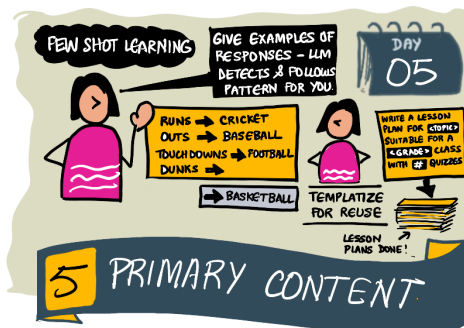 FEW SHOT LEARNING
GIVE EXAMPLES OF
RESPONSES - LLM
DETECTS & FOLLOWS
PATTERN FOR YOU.
DAY
05
RUNS → CRICKET
OUTS → BASEBALL
TOUCHDOWNS → FOOTBALL
DUNKS →
→ BASKETBALL
WRITE A LESSON
PLAN FOR <TOPIC>
SUITABLE FOR A
<GRADE> CLASS
WITH # QUIZZES
TEMPLATIZE
FOR REUSE
LESSON
PLANS DONE!
5 PRIMARY CONTENT